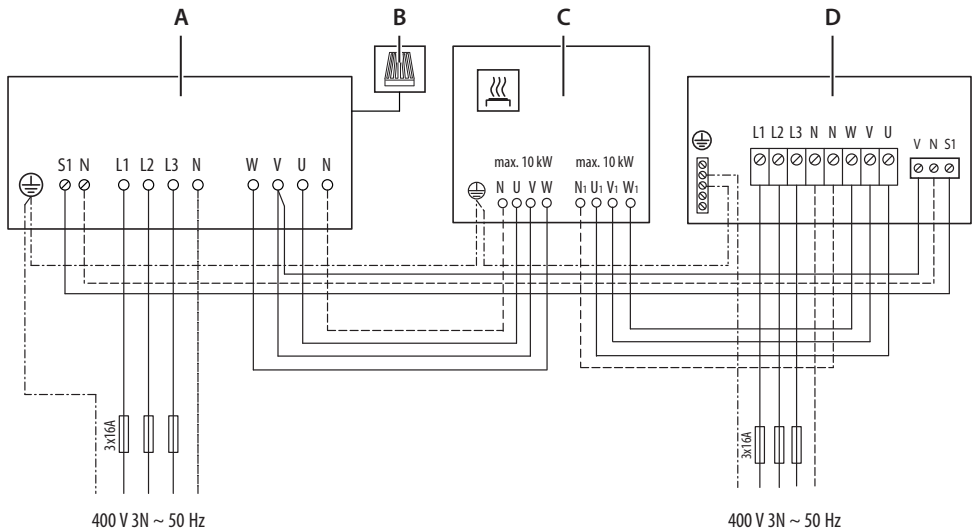 A B C D
S1 N L1 L2 L3 N W V U N
max. 10 kW max. 10 kW
N U V W N1 U1 V1 W1
L1 L2 L3 N N W V U
V N S1
3x16A
3x16A
400 V 3N ~ 50 Hz
400 V 3N ~ 50 Hz